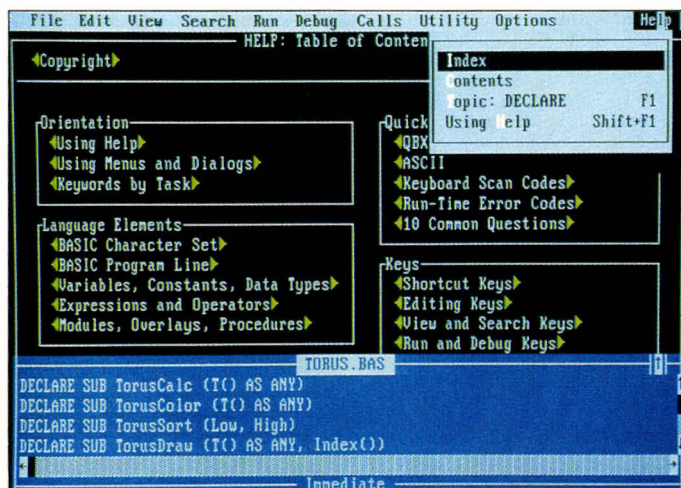 File Edit View Search Run Debug Calls Utility Options Help
HELP: Table of Conten
Copyright
Index
Contents
Topic: DECLARE F1
Using Help Shift+F1
Orientation
Using Help
Using Menus and Dialogs
Keywords by Task
Quick
QBX
ASCII
Keyboard Scan Codes
Run-Time Error Codes
10 Common Questions
Language Elements
BASIC Character Set
BASIC Program Line
Variables, Constants, Data Types
Expressions and Operators
Modules, Overlays, Procedures
Keys
Shortcut Keys
Editing Keys
View and Search Keys
Run and Debug Keys
TORUS.BAS
DECLARE SUB TorusCalc (T() AS ANY)
DECLARE SUB TorusColor (T() AS ANY)
DECLARE SUB TorusSort (Low, High)
DECLARE SUB TorusDraw (T() AS ANY, Index())
Immediate